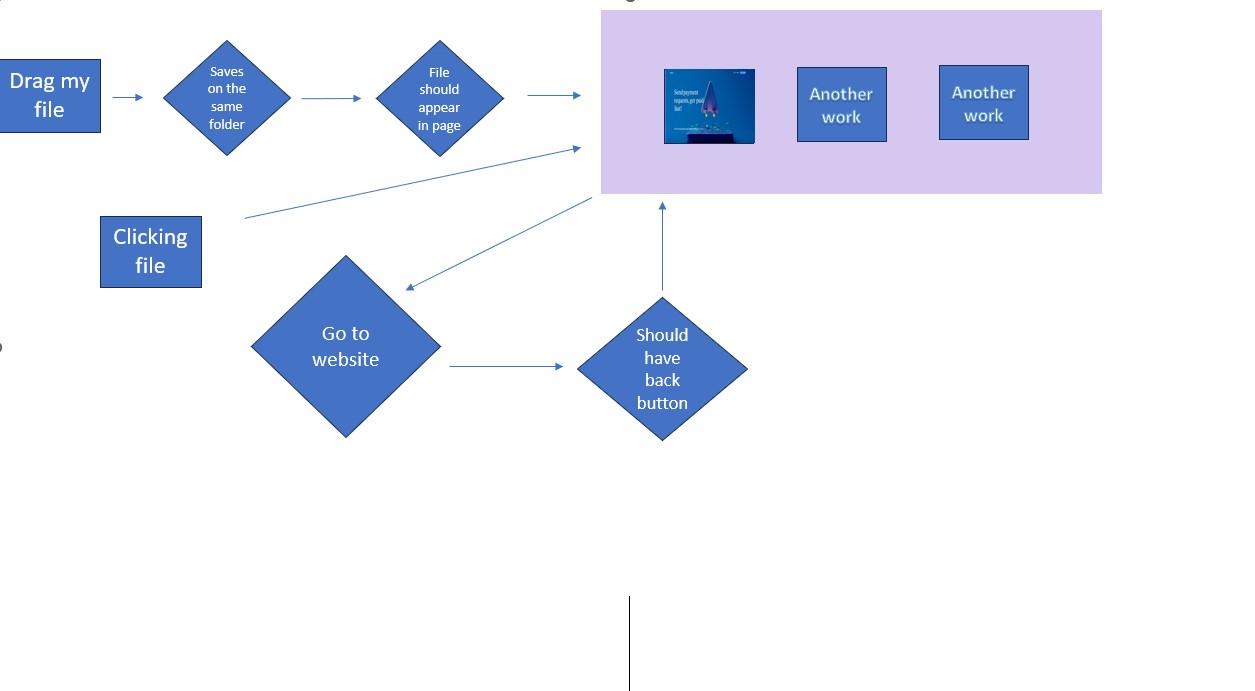 Drag my
file
Saves
on the
same
folder
File
should
appear
in page
Send payment
requests, get paid
fast!
Another
work
Another
work
Clicking
file
Go to
website
Should
have
back
button